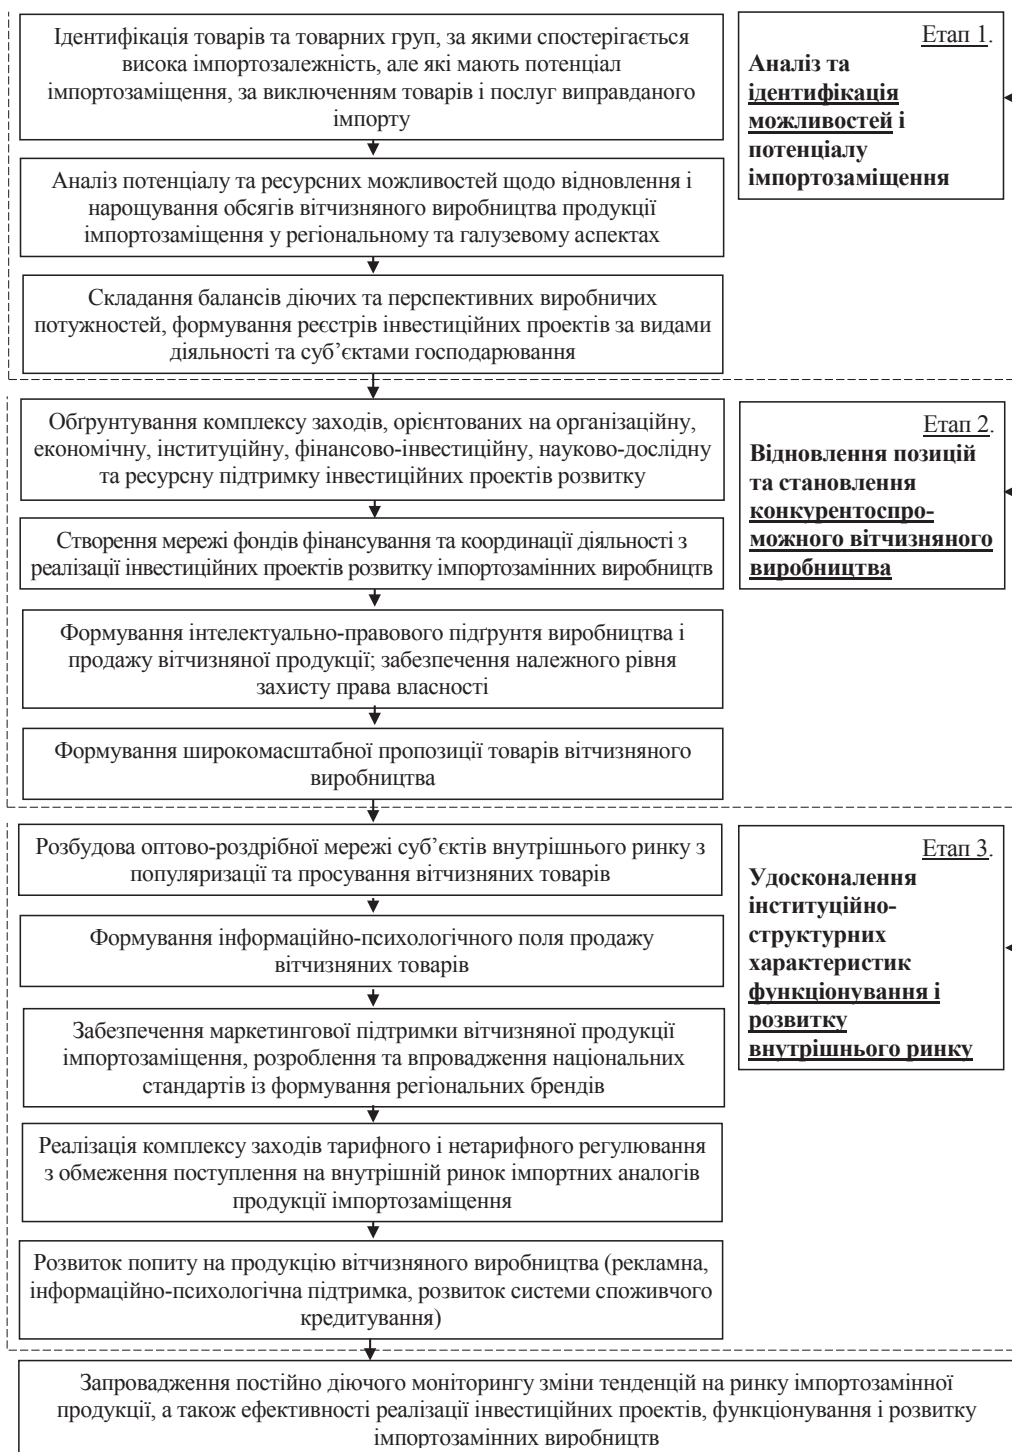 Ідентифікація товарів та товарних груп, за якими спостерігається
висока імпортозалежність, але які мають потенціал
імпортозаміщення, за виключенням товарів і послуг виправданого
імпорту
Етап 1.
Аналіз та
ідентифікація
можливостей і
потенціалу
імпортозаміщення
Аналіз потенціалу та ресурсних можливостей щодо відновлення і
нарощування обсягів вітчизняного виробництва продукції
імпортозаміщення у регіональному та галузевому аспектах
Складання балансів діючих та перспективних виробничих
потужностей, формування реєстрів інвестиційних проектів за видами
діяльності та суб’єктами господарювання
Обґрунтування комплексу заходів, орієнтованих на організаційну,
економічну, інституційну, фінансово-інвестиційну, науково-дослідну
та ресурсну підтримку інвестиційних проектів розвитку
Етап 2.
Відновлення позицій
та становлення
конкурентоспро-
можного вітчизняного
виробництва
Створення мережі фондів фінансування та координації діяльності з
реалізації інвестиційних проектів розвитку імпортозамінних виробництв
Формування інтелектуально-правового підґрунтя виробництва і
продажу вітчизняної продукції; забезпечення належного рівня
захисту права власності
Формування широкомасштабної пропозиції товарів вітчизняного
виробництва
Розбудова оптово-роздрібної мережі суб’єктів внутрішнього ринку з
популяризації та просування вітчизняних товарів
Етап 3.
Удосконалення
інституційно-
структурних
характеристик
функціонування і
розвитку
внутрішнього ринку
Формування інформаційно-психологічного поля продажу
вітчизняних товарів
Забезпечення маркетингової підтримки вітчизняної продукції
імпортозаміщення, розроблення та впровадження національних
стандартів із формування регіональних брендів
Реалізація комплексу заходів тарифного і нетарифного регулювання
з обмеження поступлення на внутрішній ринок імпортних аналогів
продукції імпортозаміщення
Розвиток попиту на продукцію вітчизняного виробництва (рекламна,
інформаційно-психологічна підтримка, розвиток системи споживчого
кредитування)
Запровадження постійно діючого моніторингу зміни тенденцій на ринку імпортозамінної
продукції, а також ефективності реалізації інвестиційних проектів, функціонування і розвитку
імпортозамінних виробництв